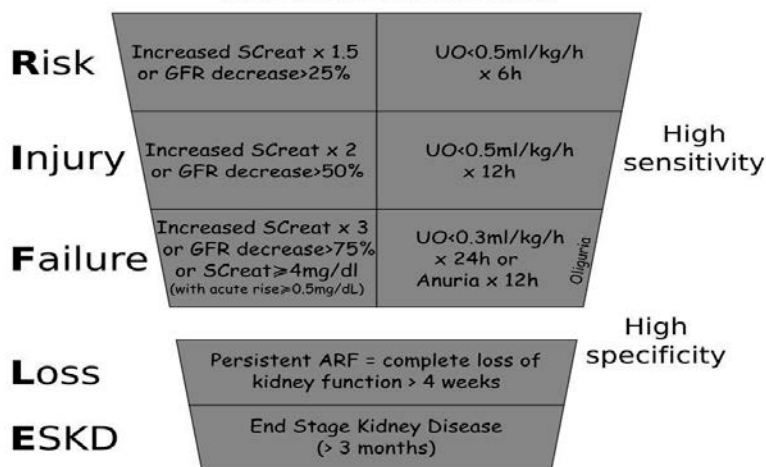 Risk
Increased SCreat x 1.5
or GFR decrease>25%
UO<0.5ml/kg/h
x 6h
Injury
Increased SCreat x 2
or GFR decrease>50%
UO<0.5ml/kg/h
x 12h
High
sensitivity
Failure
Increased SCreat x 3
or GFR decrease>75%
or SCreat⩾4mg/dl
(with acute rise⩾0.5mg/dL)
UO<0.3ml/kg/h
x 24h or
Anuria x 12h
Oliguria
High
specificity
Loss
Persistent ARF = complete loss of
kidney function > 4 weeks
ESKD
End Stage Kidney Disease
(> 3 months)